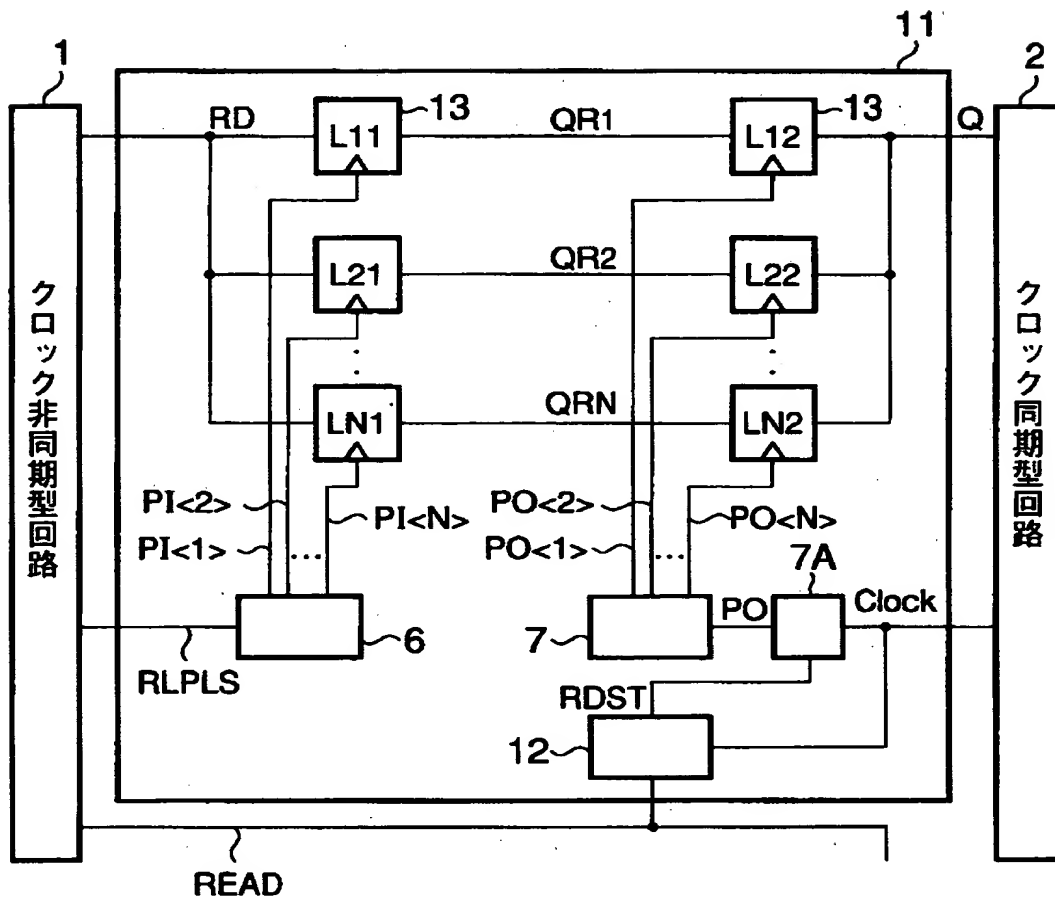 1
11
2
RD
L11
13
QR1
L12
13
Q
L21
QR2
L22
LN1
QRN
LN2
クロック非同期型回路
クロック同期型回路
PI<2>
PI<N>
PI<1>
PO<2>
PO<N>
PO<1>
7A
PO
Clock
6
7
RLPLS
RDST
12
READ